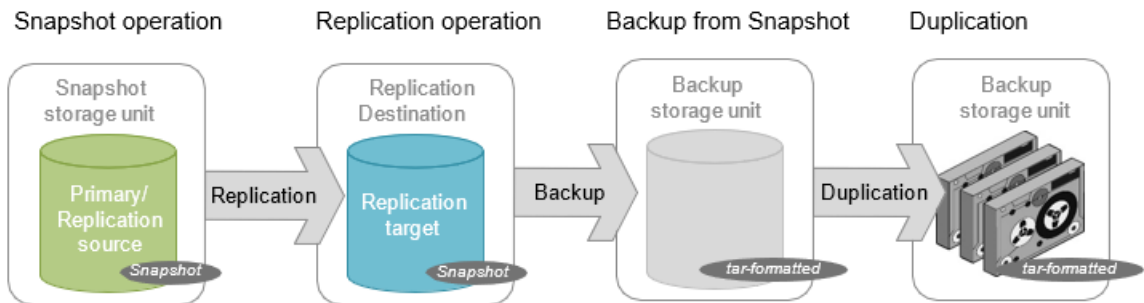 Snapshot operation
Replication operation
Backup from Snapshot
Duplication
Snapshot
storage unit
Replication
Destination
Backup
storage unit
Backup
storage unit
Primary/
Replication
source
Replication
Replication
target
Backup
Duplication
Snapshot
Snapshot
tar-formatted
tar-formatted